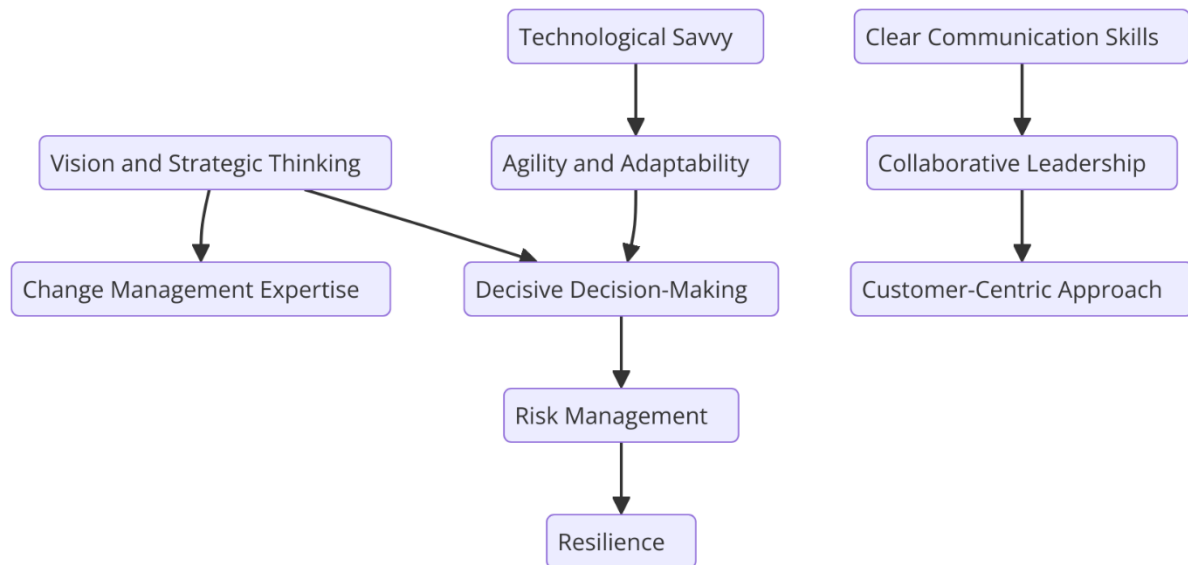 Technological Savvy
Clear Communication Skills
Vision and Strategic Thinking
Agility and Adaptability
Collaborative Leadership
Change Management Expertise
Decisive Decision-Making
Customer-Centric Approach
Risk Management
Resilience